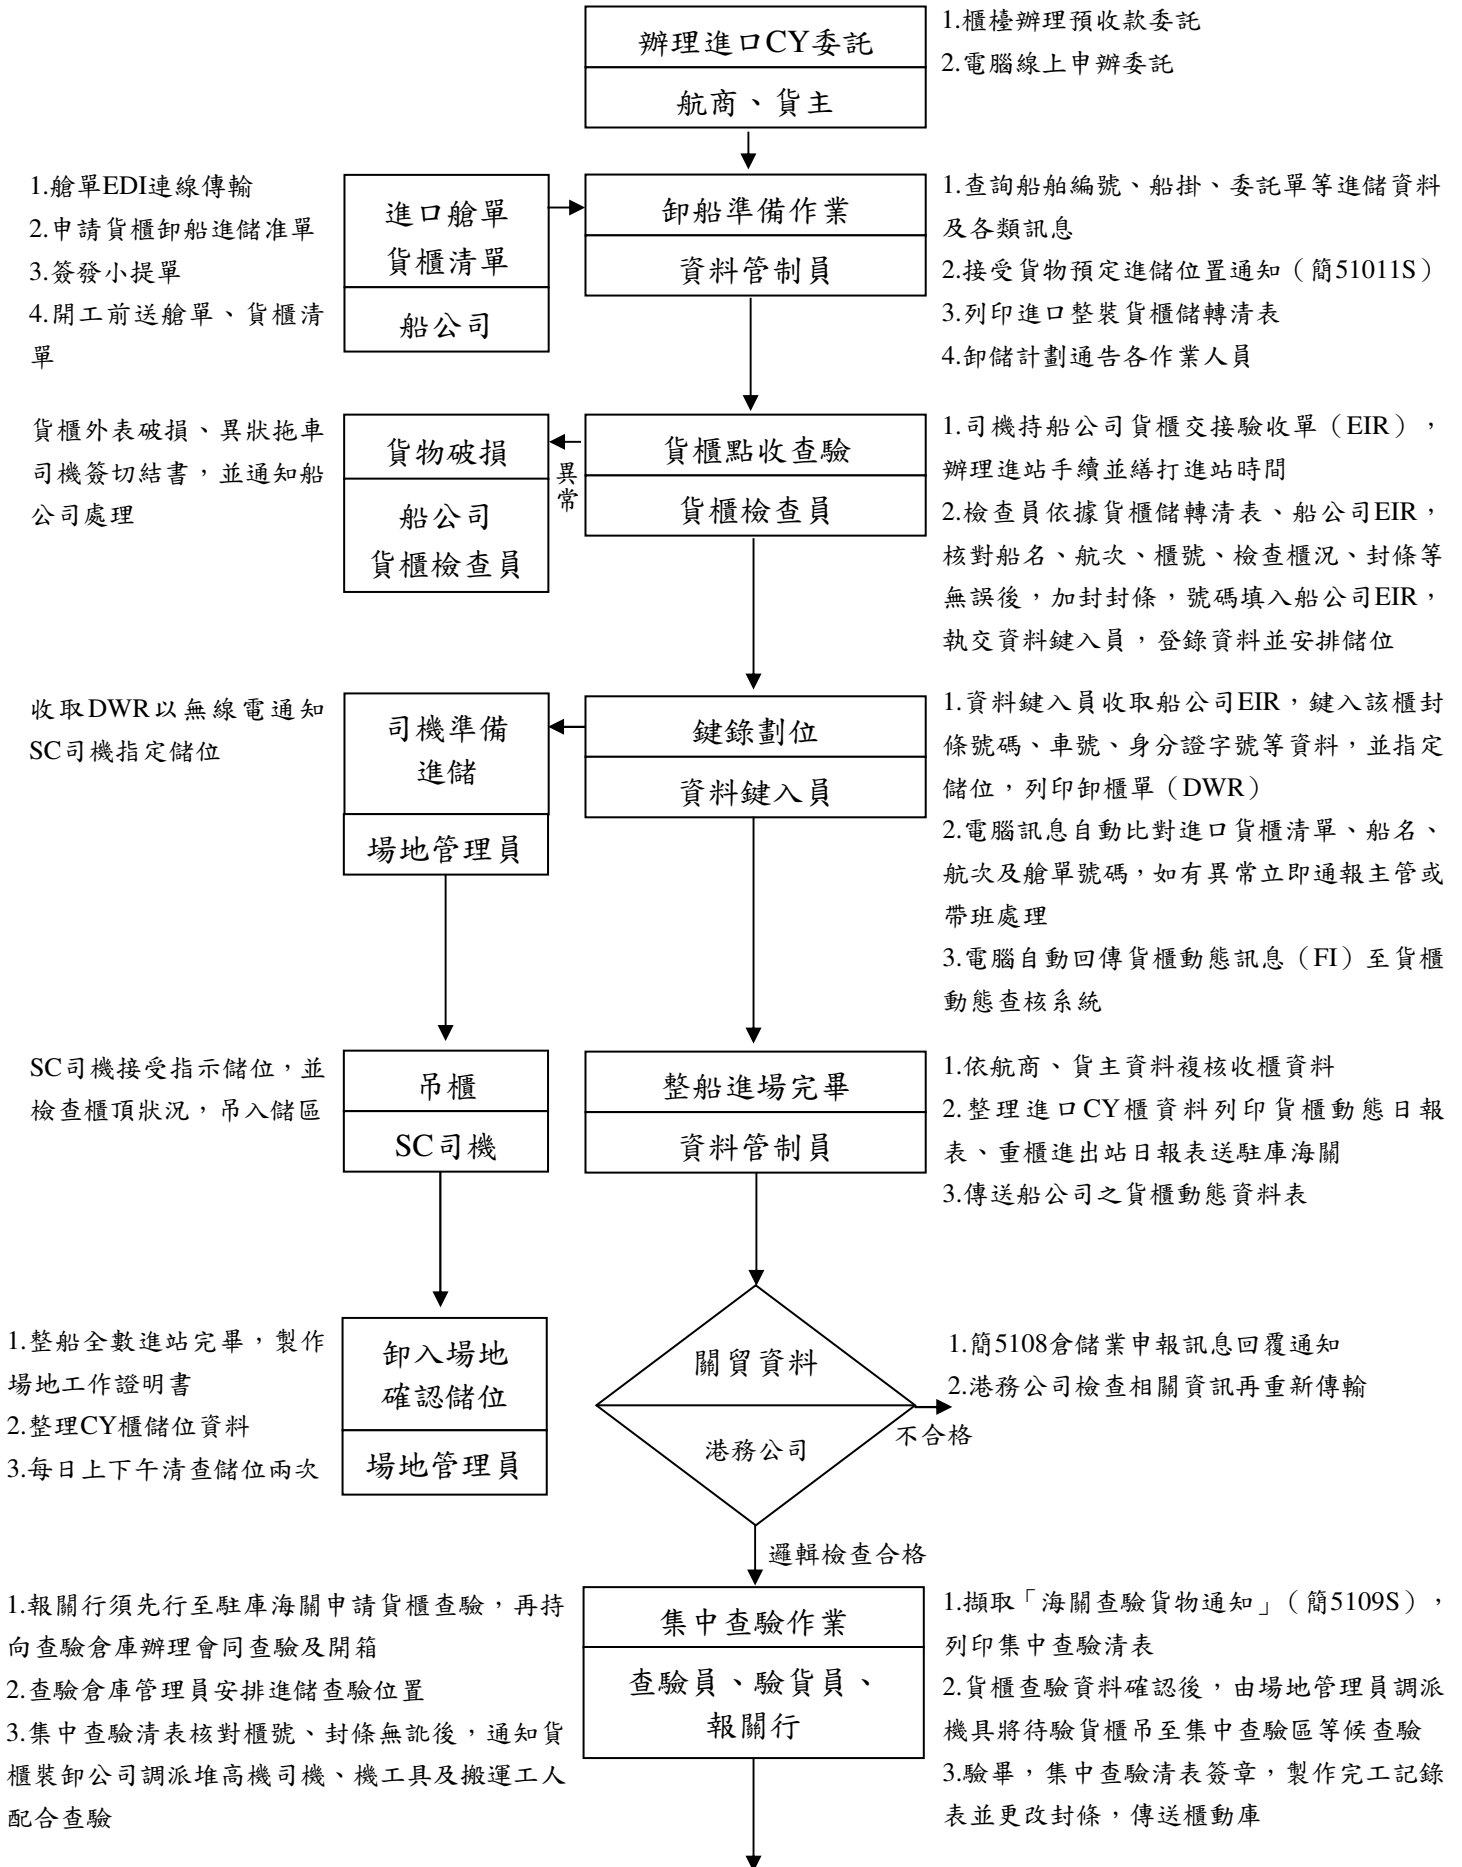 辦理進口CY委託
航商、貨主
1.櫃檯辦理預收款委託
2.電腦線上申辦委託
1.艙單EDI連線傳輸
2.申請貨櫃卸船進儲准單
3.簽發小提單
4.開工前送艙單、貨櫃清
單
進口艙單
貨櫃清單
船公司
卸船準備作業
資料管制員
1.查詢船舶編號、船掛、委託單等進儲資料
及各類訊息
2.接受貨物預定進儲位置通知（簡51011S）
3.列印進口整裝貨櫃儲轉清表
4.卸儲計劃通告各作業人員
貨櫃外表破損、異狀拖車
司機簽切結書，並通知船
公司處理
貨物破損
船公司
貨櫃檢查員
異
常
貨櫃點收查驗
貨櫃檢查員
1.司機持船公司貨櫃交接驗收單（EIR），
辦理進站手續並繕打進站時間
2.檢查員依據貨櫃儲轉清表、船公司EIR，
核對船名、航次、櫃號、檢查櫃況、封條等
無誤後，加封封條，號碼填入船公司EIR，
執交資料鍵入員，登錄資料並安排儲位
收取DWR以無線電通知
SC司機指定儲位
司機準備
進儲
場地管理員
鍵錄劃位
資料鍵入員
1.資料鍵入員收取船公司EIR，鍵入該櫃封
條號碼、車號、身分證字號等資料，並指定
儲位，列印卸櫃單（DWR）
2.電腦訊息自動比對進口貨櫃清單、船名、
航次及艙單號碼，如有異常立即通報主管或
帶班處理
3.電腦自動回傳貨櫃動態訊息（FI）至貨櫃
動態查核系統
SC司機接受指示儲位，並
檢查櫃頂狀況，吊入儲區
吊櫃
SC司機
整船進場完畢
資料管制員
1.依航商、貨主資料複核收櫃資料
2.整理進口CY櫃資料列印貨櫃動態日報
表、重櫃進出站日報表送駐庫海關
3.傳送船公司之貨櫃動態資料表
1.整船全數進站完畢，製作
場地工作證明書
2.整理CY櫃儲位資料
3.每日上下午清查儲位兩次
卸入場地
確認儲位
場地管理員
關貿資料
港務公司
不合格
1.簡5108倉儲業申報訊息回覆通知
2.港務公司檢查相關資訊再重新傳輸
邏輯檢查合格
1.報關行須先行至駐庫海關申請貨櫃查驗，再持
向查驗倉庫辦理會同查驗及開箱
2.查驗倉庫管理員安排進儲查驗位置
3.集中查驗清表核對櫃號、封條無訛後，通知貨
櫃裝卸公司調派堆高機司機、機工具及搬運工人
配合查驗
集中查驗作業
查驗員、驗貨員、
報關行
1.擷取「海關查驗貨物通知」（簡5109S），
列印集中查驗清表
2.貨櫃查驗資料確認後，由場地管理員調派
機具將待驗貨櫃吊至集中查驗區等候查驗
3.驗畢，集中查驗清表簽章，製作完工記錄
表並更改封條，傳送櫃動庫